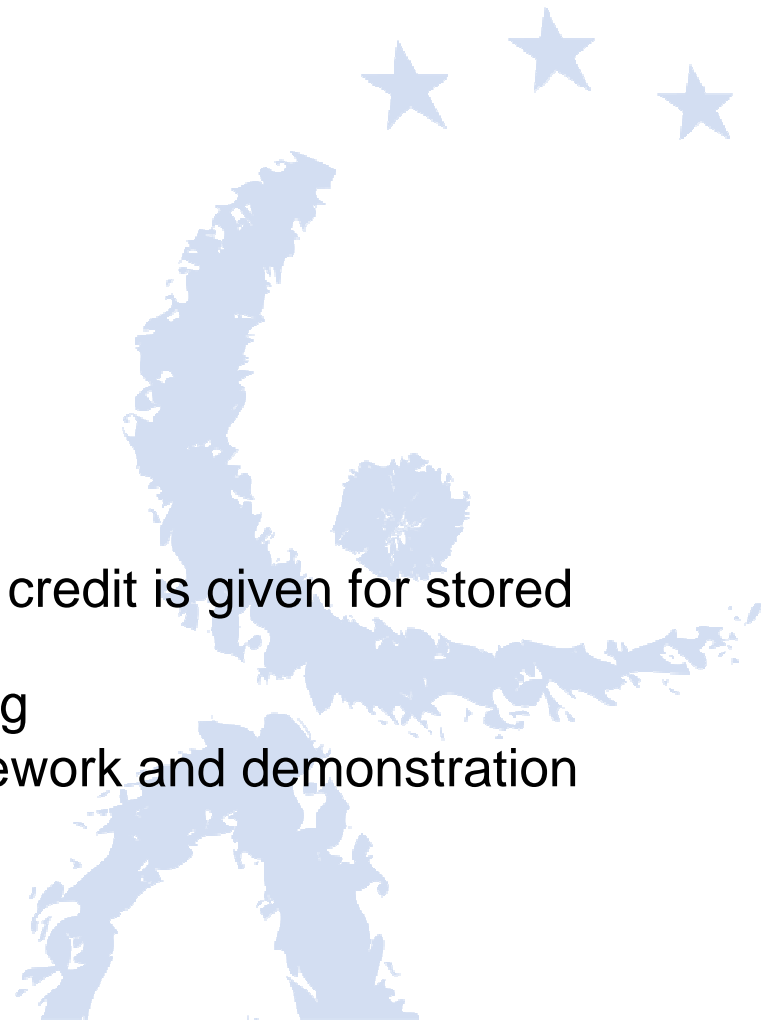 credit is given for stored
g
ework and demonstration